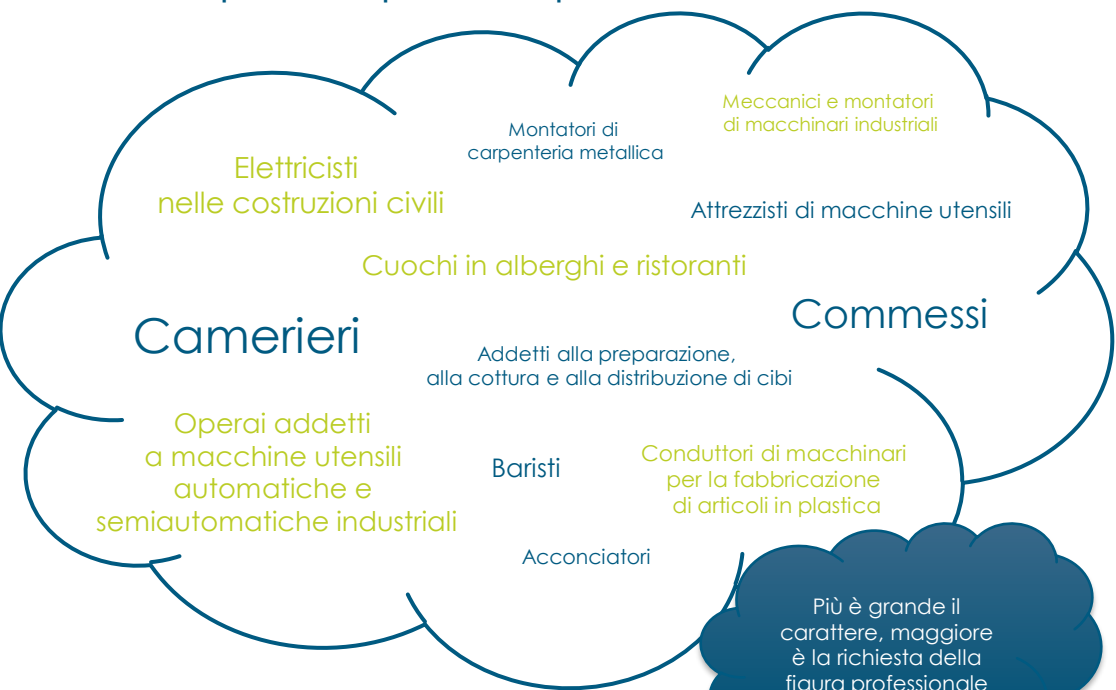 Meccanici e montatori
di macchinari industriali
Montatori di
carpenteria metallica
Elettricisti
nelle costruzioni civili
Attrezzisti di macchine utensili
Cuochi in alberghi e ristoranti
Commessi
Camerieri
Addetti alla preparazione,
alla cottura e alla distribuzione di cibi
Operai addetti
a macchine utensili
automatiche e
semiautomatiche industriali
Baristi
Conduttori di macchinari
per la fabbricazione
di articoli in plastica
Acconciatori
Più è grande il
carattere, maggiore
è la richiesta della
figura professionale